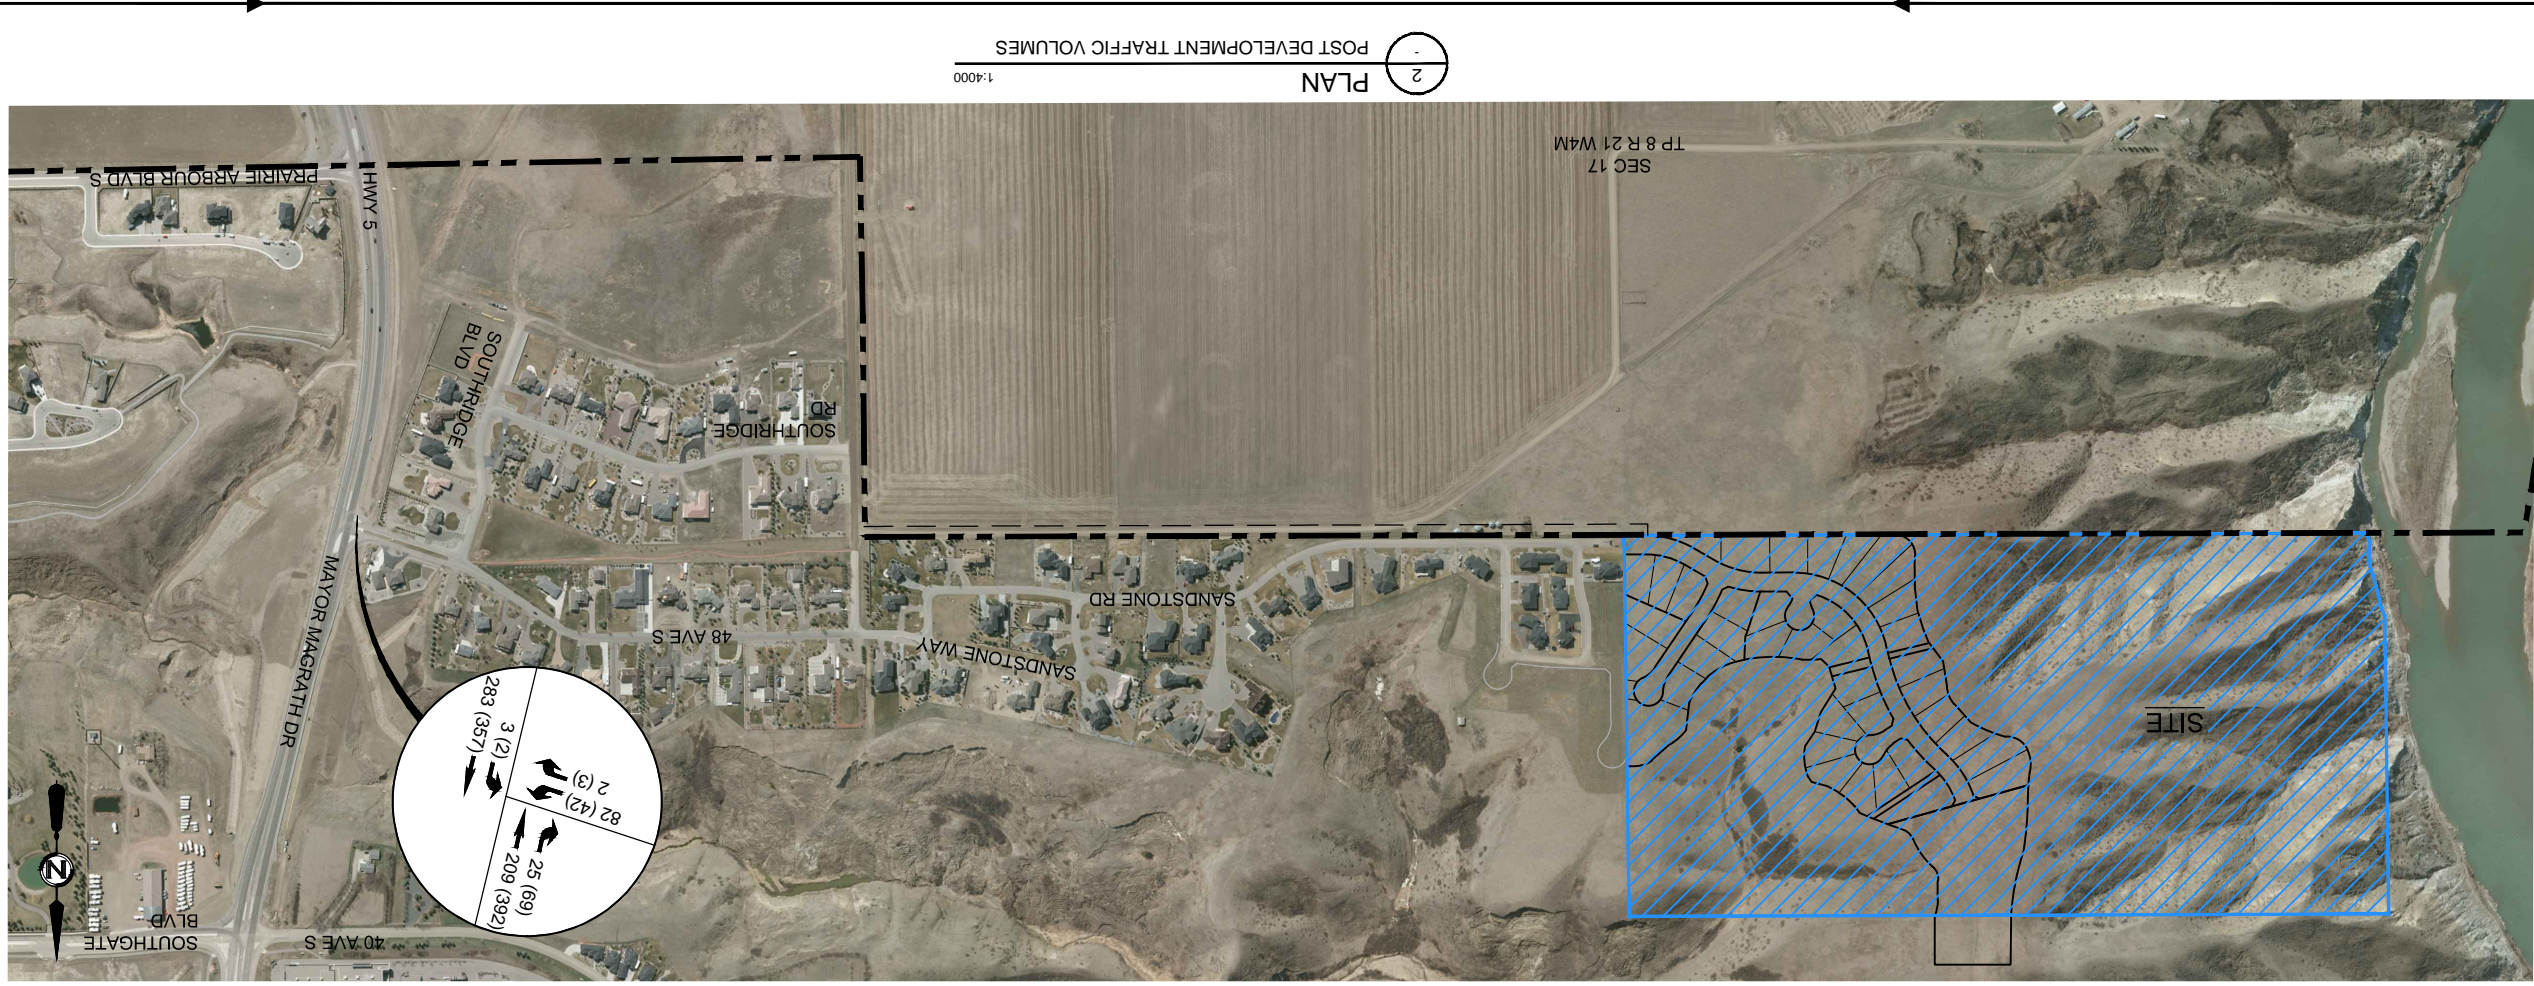 40 AVE S
SOUTHGATE
BLVD
N
25 (69)
209 (392)
82 (42)
2 (3)
3 (2)
283 (357)
SITE
MAYOR MAGRATH DR
SANDSTONE WAY
48 AVE S
SANDSTONE RD
SOUTHRIDGE
RD
SOUTHRIDGE
BLVD
HWY 5
PRAIRIE ARBOUR BLVD S
SEC 17
TP 8 R 21 W4M
2
-
PLAN
1:4000
POST DEVELOPMENT TRAFFIC VOLUMES